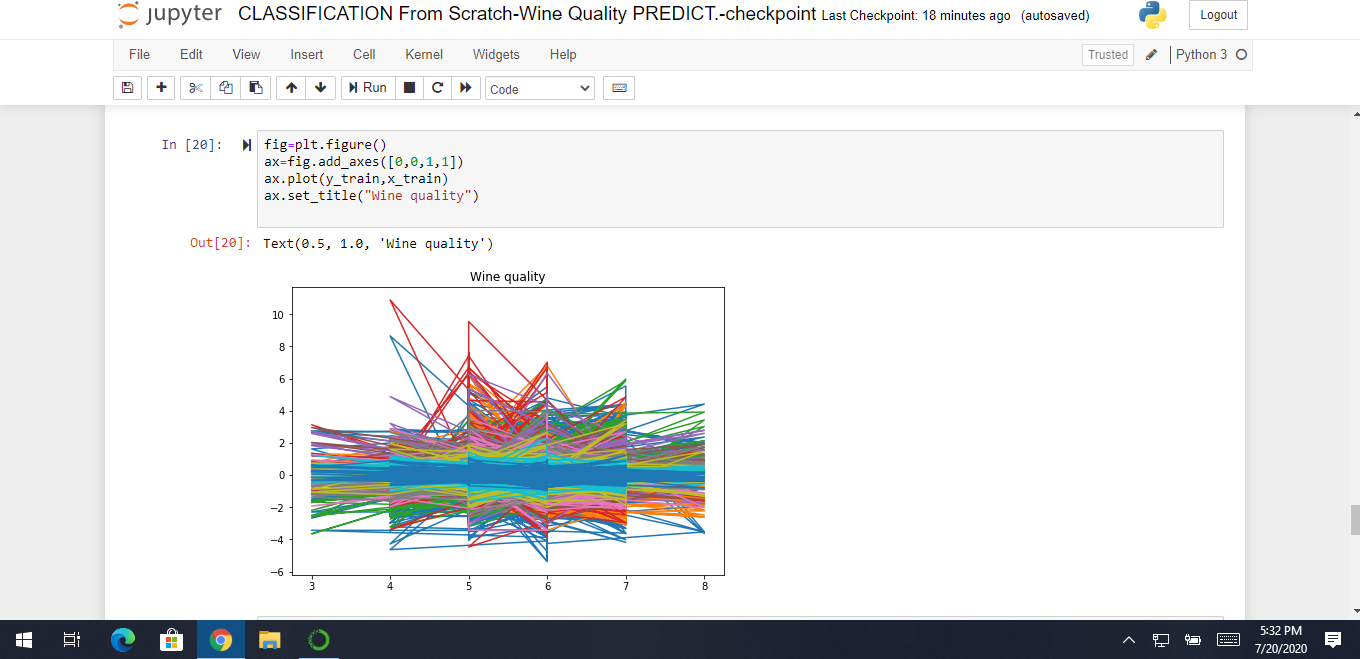 jupyter CLASSIFICATION From Scratch-Wine Quality PREDICT.-checkpoint Last Checkpoint: 18 minutes ago (autosaved) Logout
File Edit View Insert Cell Kernel Widgets Help Trusted Python 3
Run Code
In [20]: fig=plt.figure()
ax=fig.add_axes([0,0,1,1])
ax.plot(y_train,x_train)
ax.set_title("Wine quality")
Out[20]: Text(0.5, 1.0, 'Wine quality')
Wine quality
10
8
6
4
2
0
−2
−4
−6
3 4 5 6 7 8
5:32 PM
7/20/2020